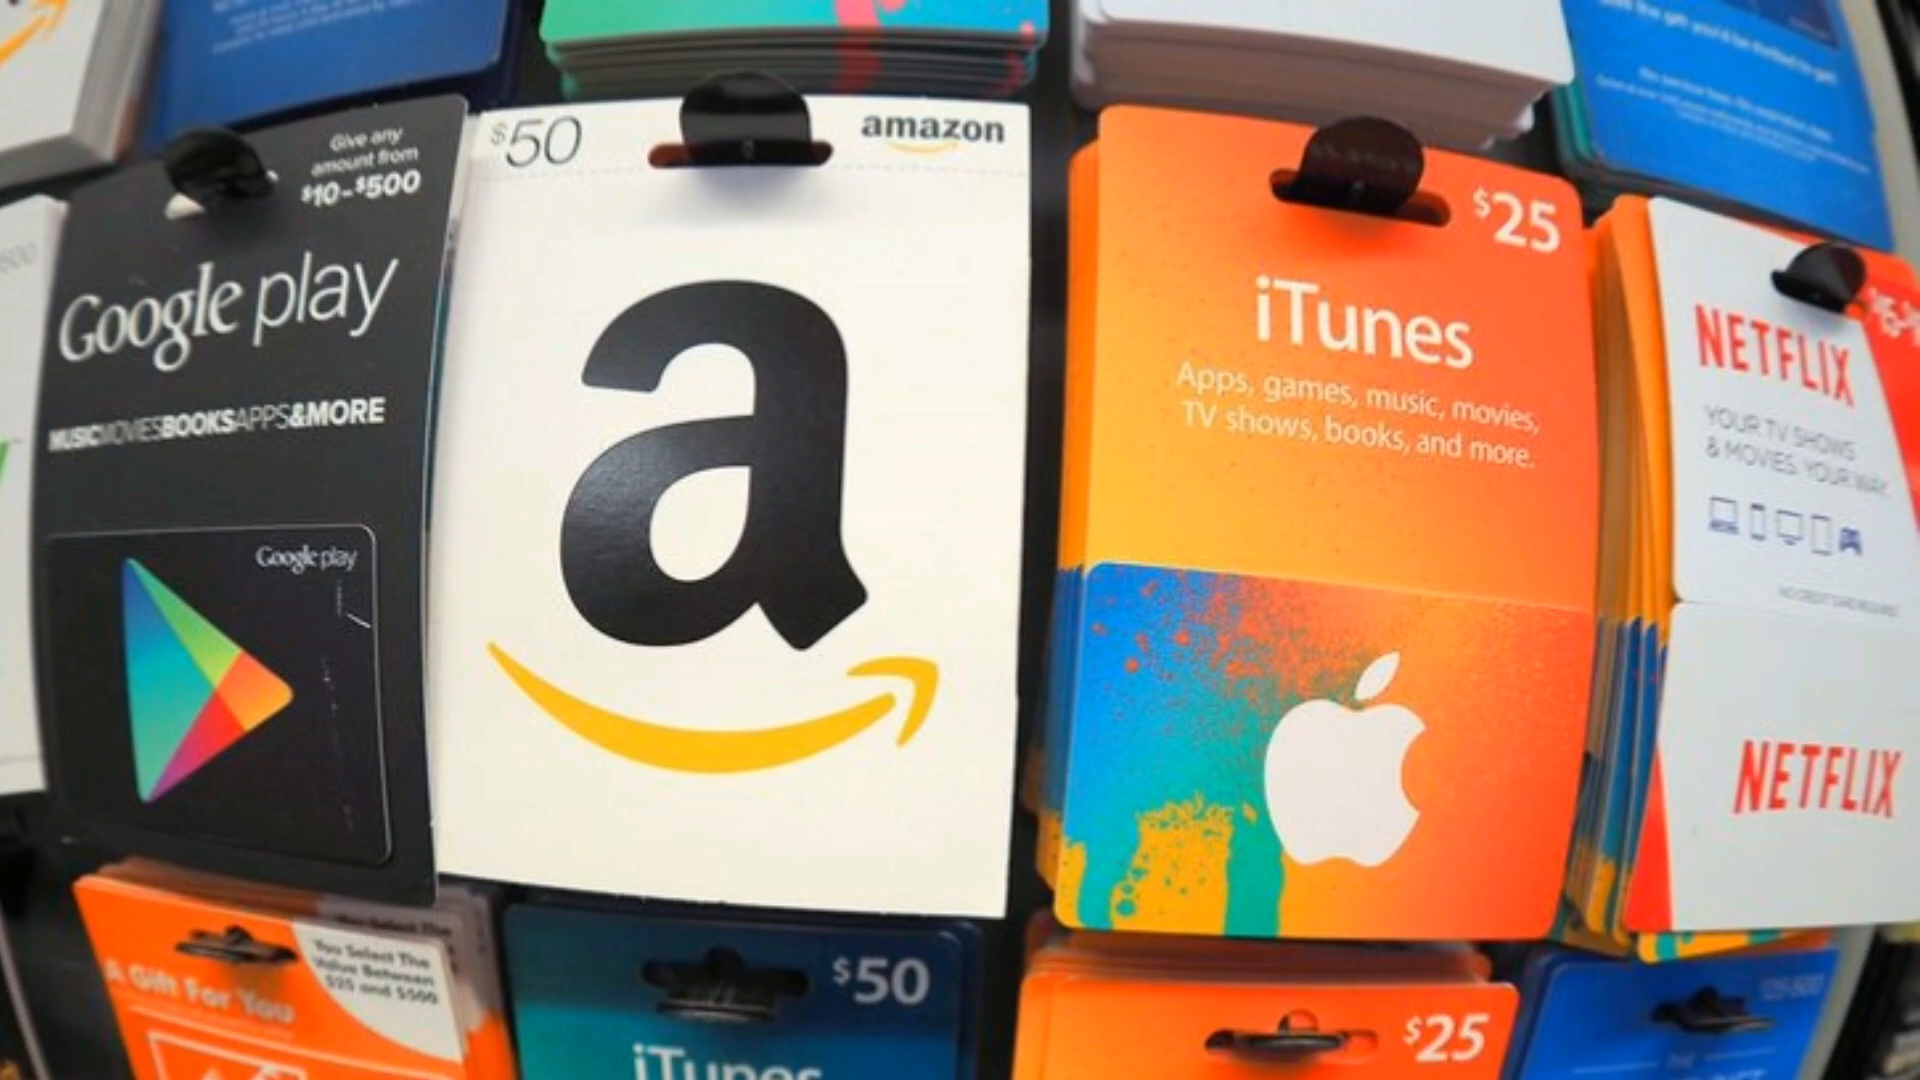 Give any
amount from
$10-$500
Google play
MUSICMOVIESBOOKSAPPS&MORE
Google play
$50
amazon
a
$25
iTunes
Apps, games, music, movies,
TV shows, books, and more.
NETFLIX
YOUR TV SHOWS
& MOVIES. YOUR WAY.
NETFLIX
A Gift For You
You Select The
Value Between
$25 and $500
$50
iTunes
$25